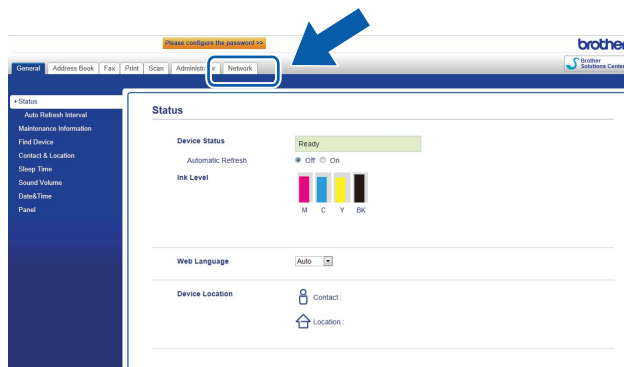 Please configure the password >>
brother
General Address Book Fax Print Scan Administrator Network
Brother
Solutions Center
Status
Auto Refresh Interval
Maintenance Information
Find Device
Contact & Location
Sleep Time
Sound Volume
Date&Time
Panel
Status
Device Status Ready
Automatic Refresh Off On
Ink Level
M C Y BK
Web Language Auto
Device Location Contact :
Location :